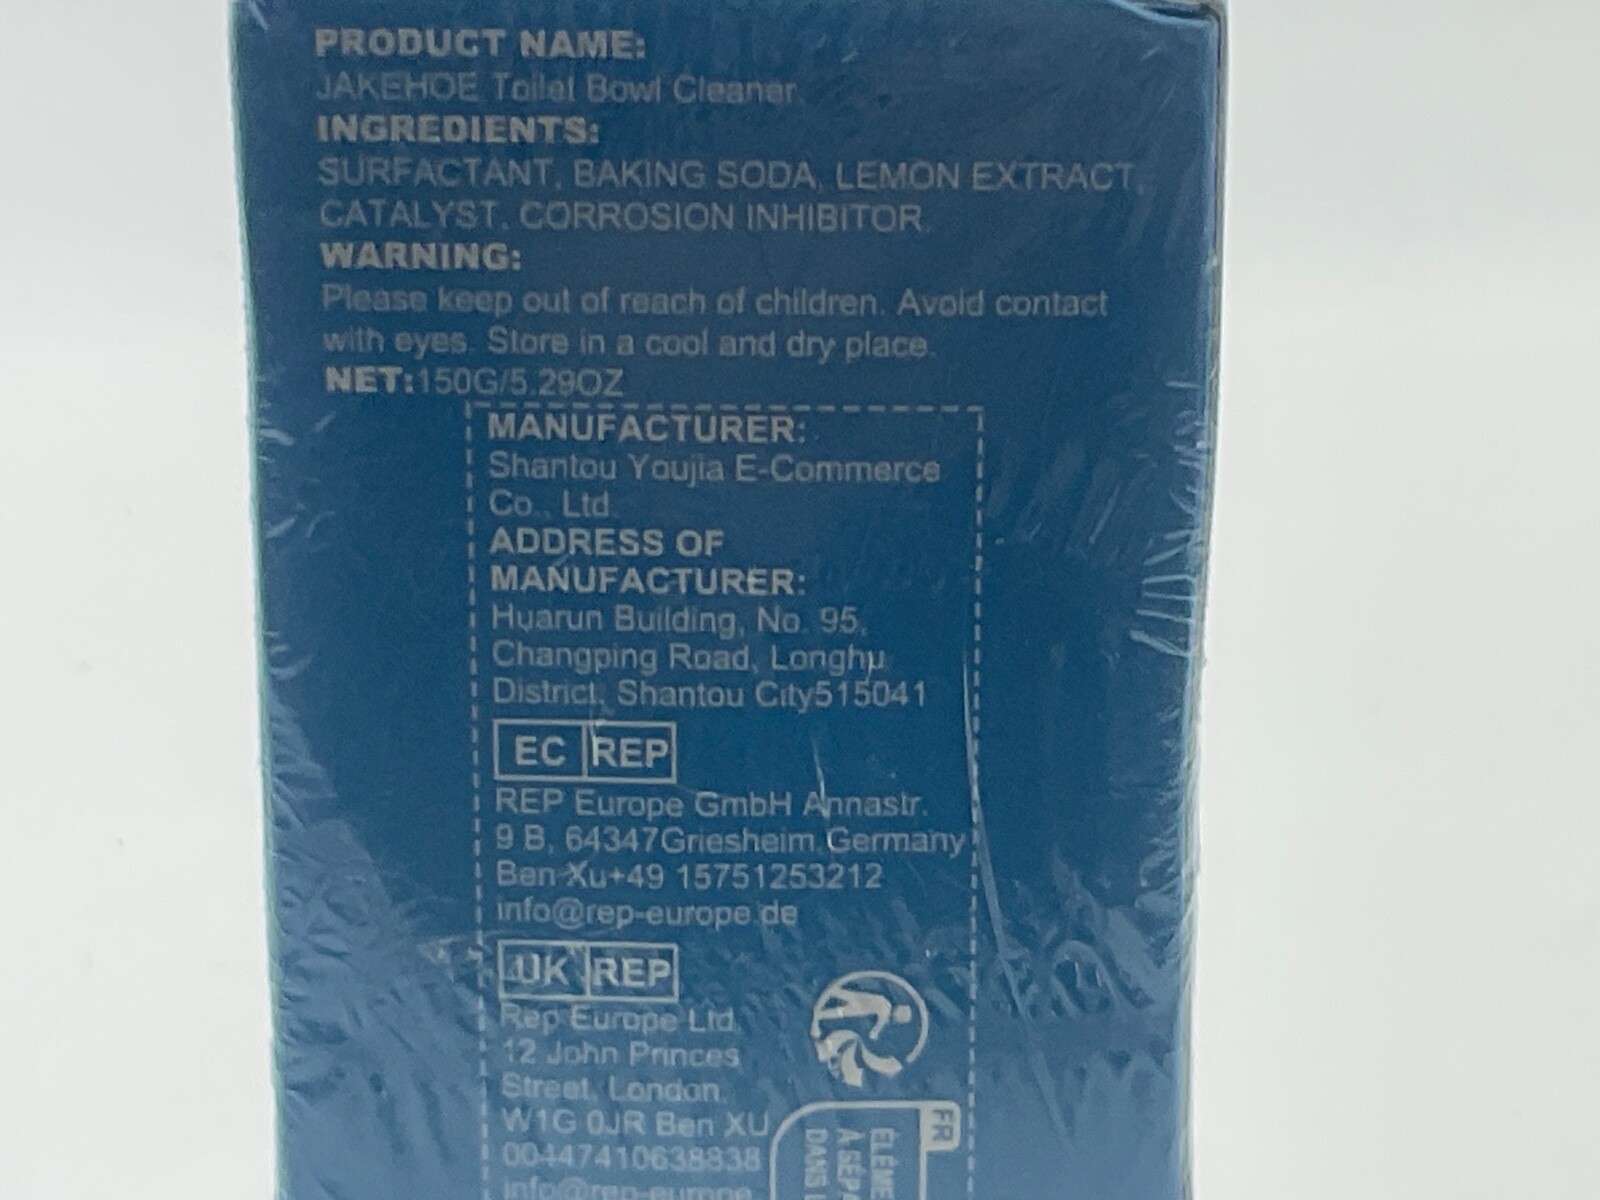 PRODUCT NAME:
JAKEHOE Toilet Bowl Cleaner.
INGREDIENTS:
SURFACTANT, BAKING SODA, LEMON EXTRACT,
CATALYST, CORROSION INHIBITOR.
WARNING:
Please keep out of reach of children. Avoid contact
with eyes. Store in a cool and dry place.
NET:150G/5.29OZ
MANUFACTURER:
Shantou Youjia E-Commerce
Co., Ltd.
ADDRESS OF
MANUFACTURER:
Huarun Building, No. 95,
Changping Road, Longhu
District, Shantou City515041
EC REP
REP Europe GmbH Annastr.
9 B, 64347Griesheim.Germany
Ben Xu+49 15751253212
info@rep-europe.de
UK REP
Rep Europe Ltd.
12 John Princes
Street, London,
W1G 0JR Ben XU
00447410638838
info@rep-europe.
FR